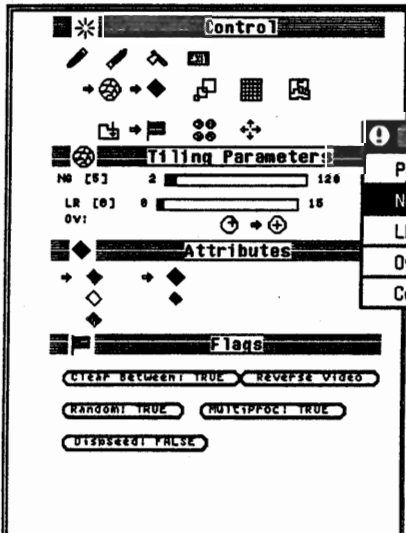 Control
Tiling Parameters
NG [5] 2 128
LR [0] 0 15
OV:
Attributes
Flags
Clear Between: TRUE Reverse Video
Random: TRUE MultiProc: TRUE
DispSeed: FALSE